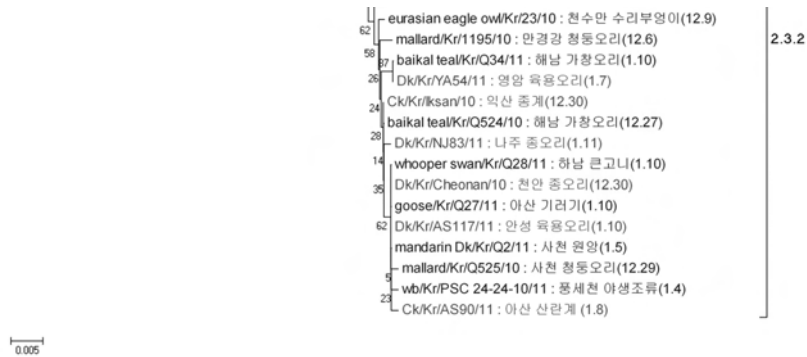 eurasian eagle owl/Kr/23/10 : 천수만 수리부엉이(12.9)
62
mallard/Kr/1195/10 : 만경강 청둥오리(12.6)
2.3.2
58
baikal teal/Kr/Q34/11 : 해남 가창오리(1.10)
37
26
Dk/Kr/YA54/11 : 영암 육용오리(1.7)
Ck/Kr/Iksan/10 : 익산 종계(12.30)
24
baikal teal/Kr/Q524/10 : 해남 가창오리(12.27)
28
Dk/Kr/NJ83/11 : 나주 종오리(1.11)
14
whooper swan/Kr/Q28/11 : 하남 큰고니(1.10)
Dk/Kr/Cheonan/10 : 천안 종오리(12.30)
35
goose/Kr/Q27/11 : 아산 기러기(1.10)
62
Dk/Kr/AS117/11 : 안성 육용오리(1.10)
mandarin Dk/Kr/Q2/11 : 사천 원앙(1.5)
mallard/Kr/Q525/10 : 사천 청둥오리(12.29)
5
wb/Kr/PSC 24-24-10/11 : 풍세천 야생조류(1.4)
23
Ck/Kr/AS90/11 : 아산 산란계 (1.8)
0.005